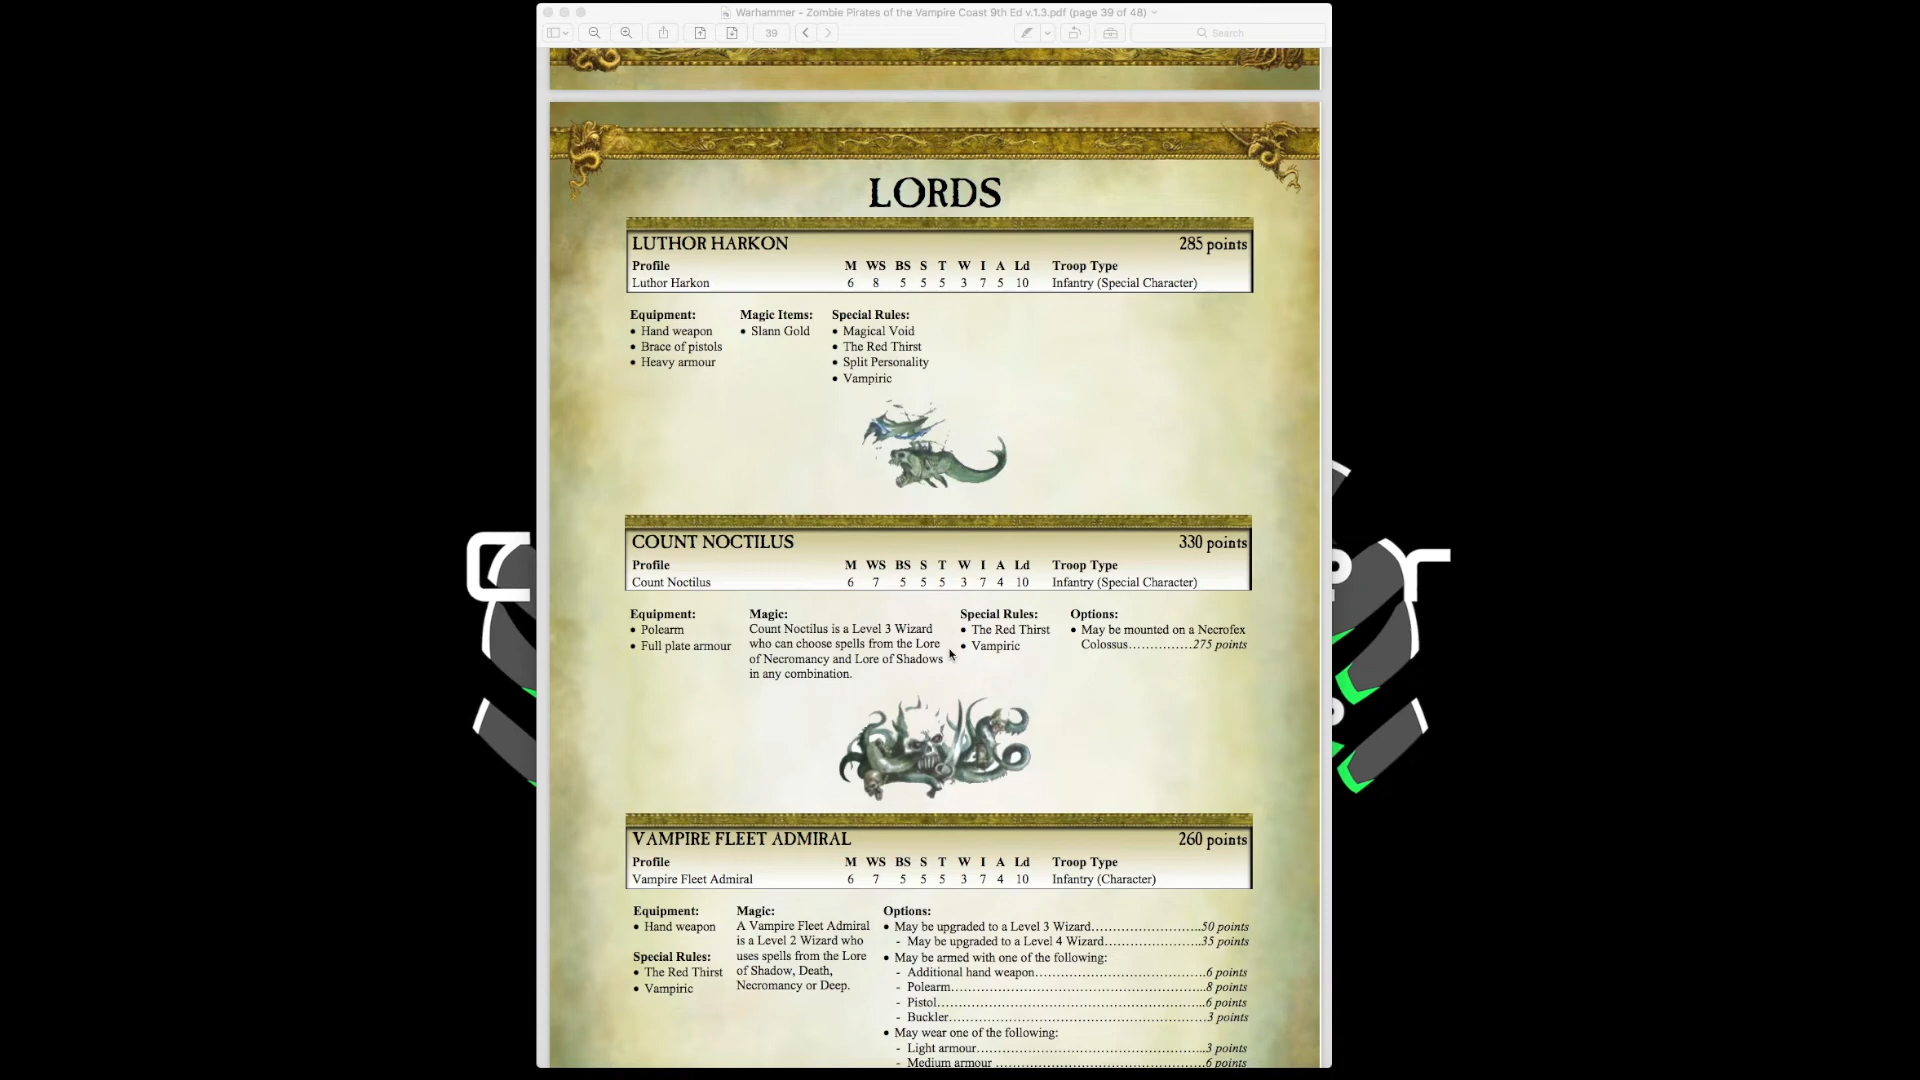 Warhammer - Zombie Pirates of the Vampire Coast 9th Ed v.1.3.pdf (page 39 of 48)
39
Search
LORDS
LUTHOR HARKON 285 points
Profile M WS BS S T W I A Ld Troop Type
Luthor Harkon 6 8 5 5 5 3 7 5 10 Infantry (Special Character)
Equipment: Magic Items: Special Rules:
• Hand weapon • Slann Gold • Magical Void
• Brace of pistols • The Red Thirst
• Heavy armour • Split Personality
• Vampiric
COUNT NOCTILUS 330 points
Profile M WS BS S T W I A Ld Troop Type
Count Noctilus 6 7 5 5 5 3 7 4 10 Infantry (Special Character)
Equipment:
• Polearm
• Full plate armour
Magic:
Count Noctilus is a Level 3 Wizard
who can choose spells from the Lore
of Necromancy and Lore of Shadows
in any combination.
Special Rules:
• The Red Thirst
• Vampiric
Options:
• May be mounted on a Necrofex
Colossus...............275 points
VAMPIRE FLEET ADMIRAL 260 points
Profile M WS BS S T W I A Ld Troop Type
Vampire Fleet Admiral 6 7 5 5 5 3 7 4 10 Infantry (Character)
Equipment:
• Hand weapon
Special Rules:
• The Red Thirst
• Vampiric
Magic:
A Vampire Fleet Admiral
is a Level 2 Wizard who
uses spells from the Lore
of Shadow, Death,
Necromancy or Deep.
Options:
• May be upgraded to a Level 3 Wizard.........................50 points
- May be upgraded to a Level 4 Wizard.......................35 points
• May be armed with one of the following:
- Additional hand weapon.......................................6 points
- Polearm...........................................................8 points
- Pistol..............................................................6 points
- Buckler...........................................................3 points
• May wear one of the following:
- Light armour.....................................................3 points
- Medium armour ................................................6 points